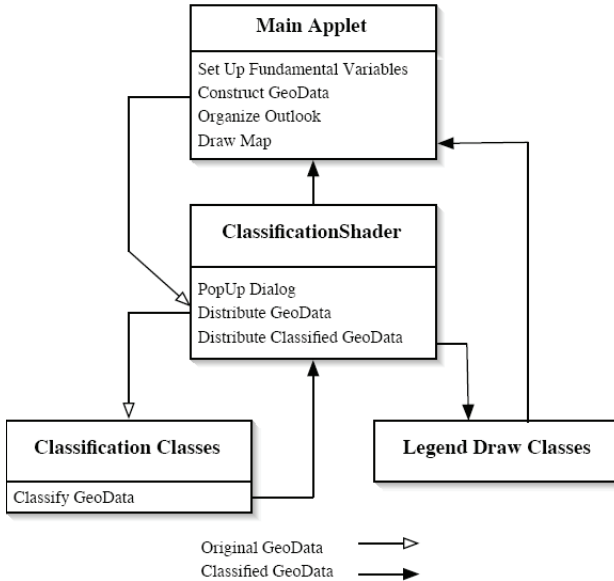 Main Applet
Set Up Fundamental Variables
Construct GeoData
Organize Outlook
Draw Map
ClassificationShader
PopUp Dialog
Distribute GeoData
Distribute Classified GeoData
Classification Classes
Classify GeoData
Legend Draw Classes
Original GeoData
Classified GeoData